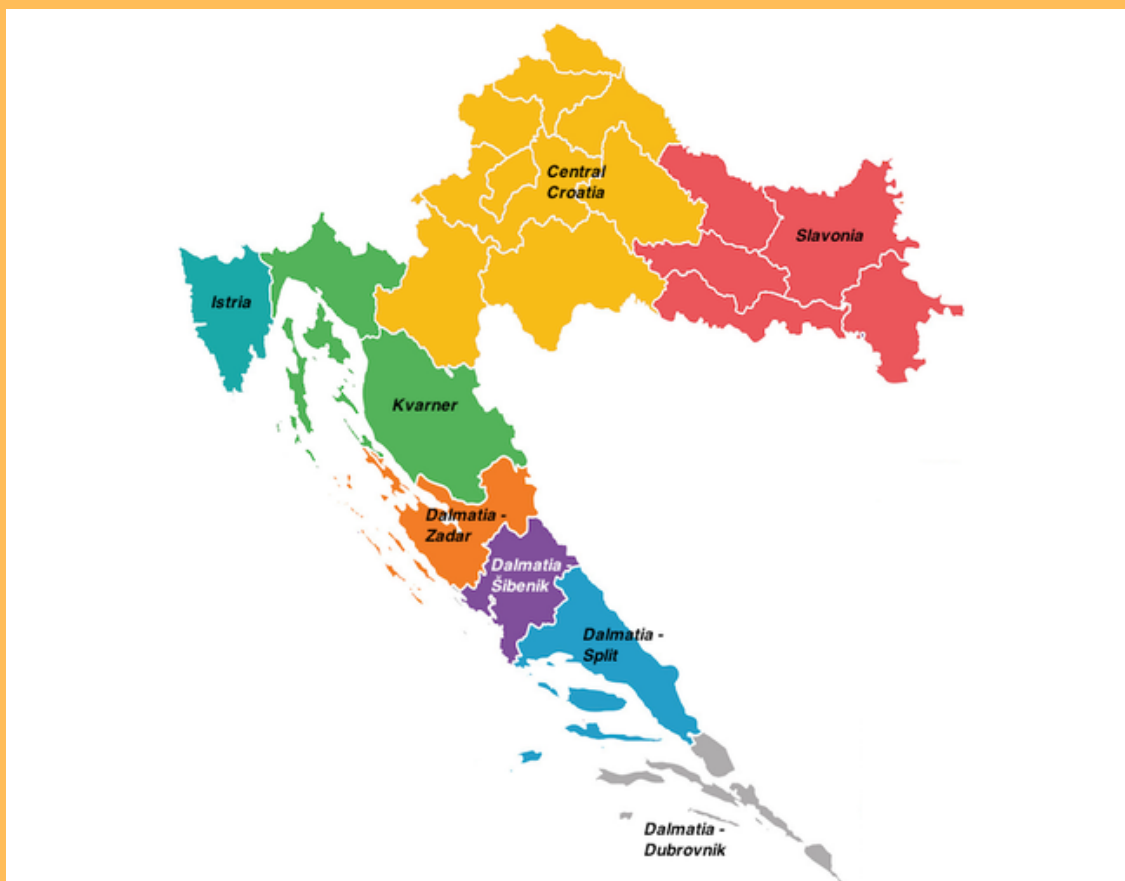 Central
Croatia
Slavonia
Istria
Kvarner
Dalmatia -
Zadar
Dalmatia -
Šibenik
Dalmatia -
Split
Dalmatia -
Dubrovnik